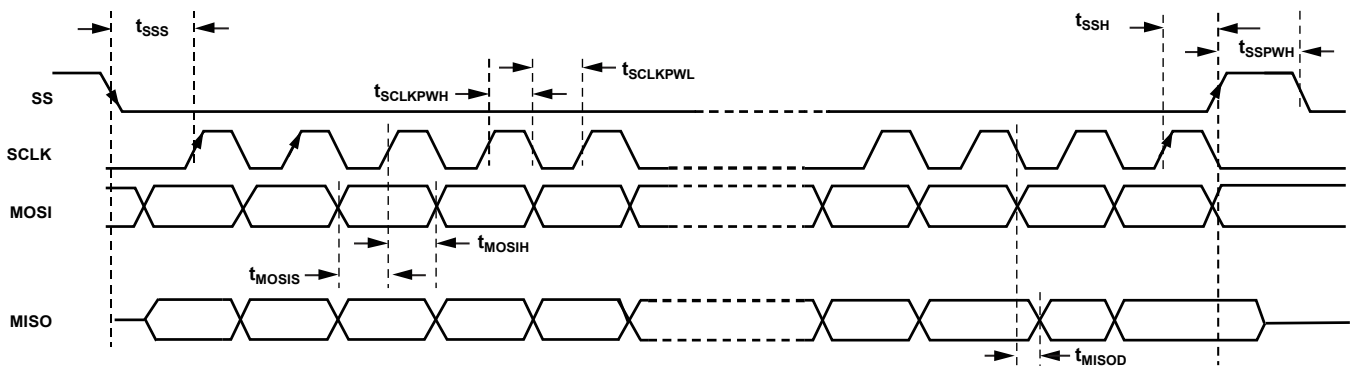 tSSS
tSSH
tSSPWH
tSCLKPWL
tSCLKPWH
SS
SCLK
MOSI
tMOSIH
tMOSIS
MISO
tMISOD